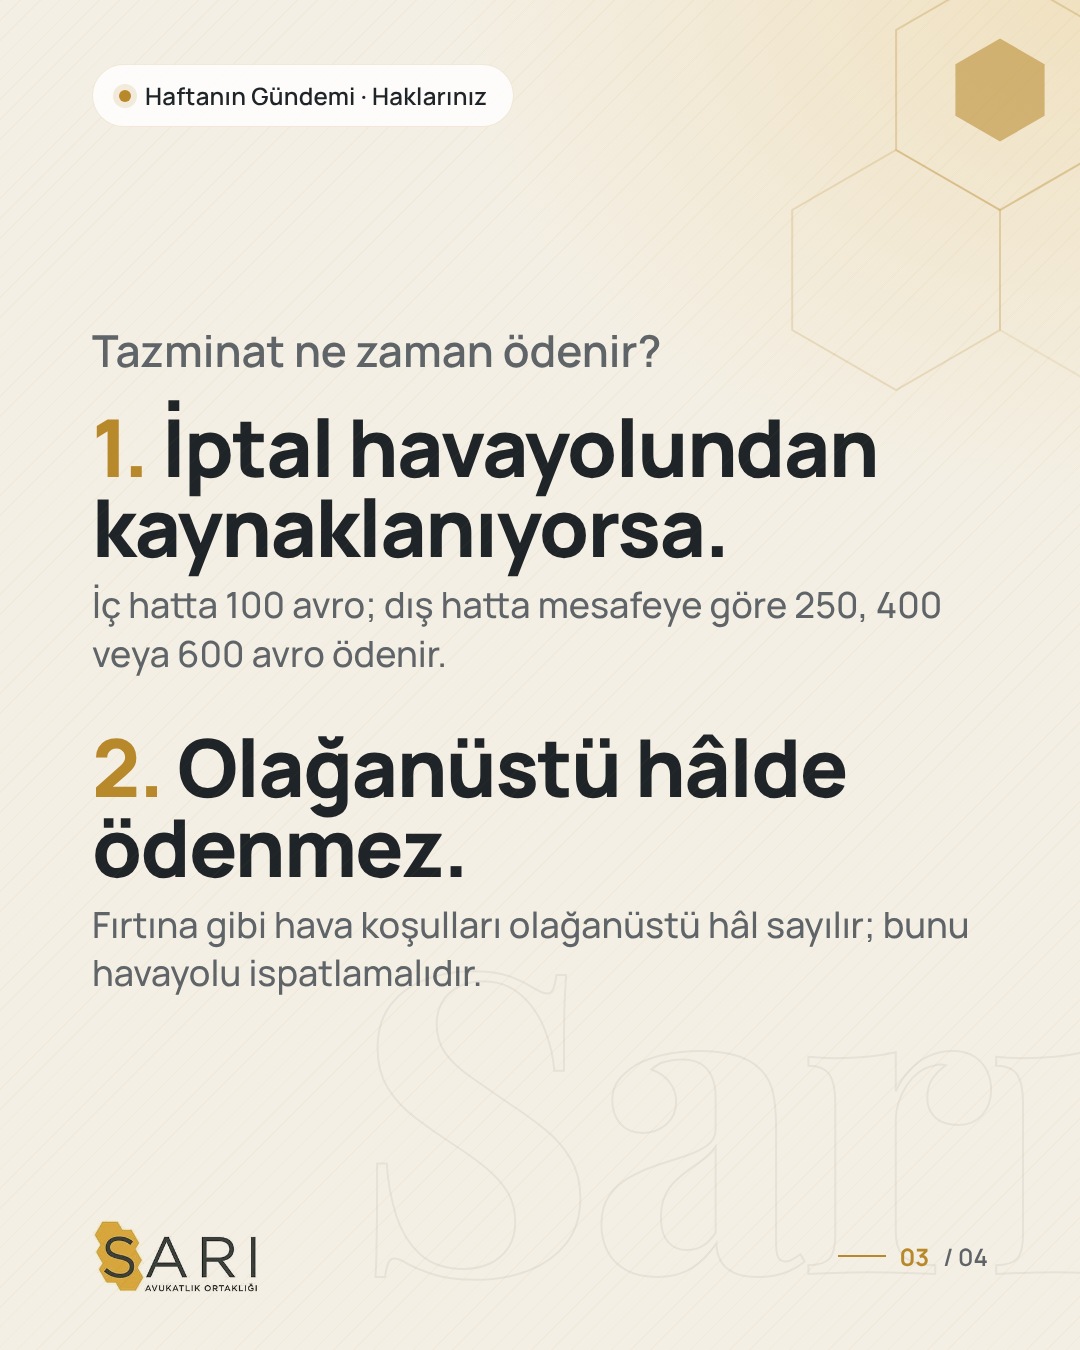 Haftanın Gündemi · Haklarınız
Tazminat ne zaman ödenir?
1. İptal havayolundan
kaynaklanıyorsa.
İç hatta 100 avro; dış hatta mesafeye göre 250, 400
veya 600 avro ödenir.
2. Olağanüstü hâlde
ödenmez.
Fırtına gibi hava koşulları olağanüstü hâl sayılır; bunu
havayolu ispatlamalıdır.
Sarı
SARI
AVUKATLIK ORTAKLIĞI
03 / 04